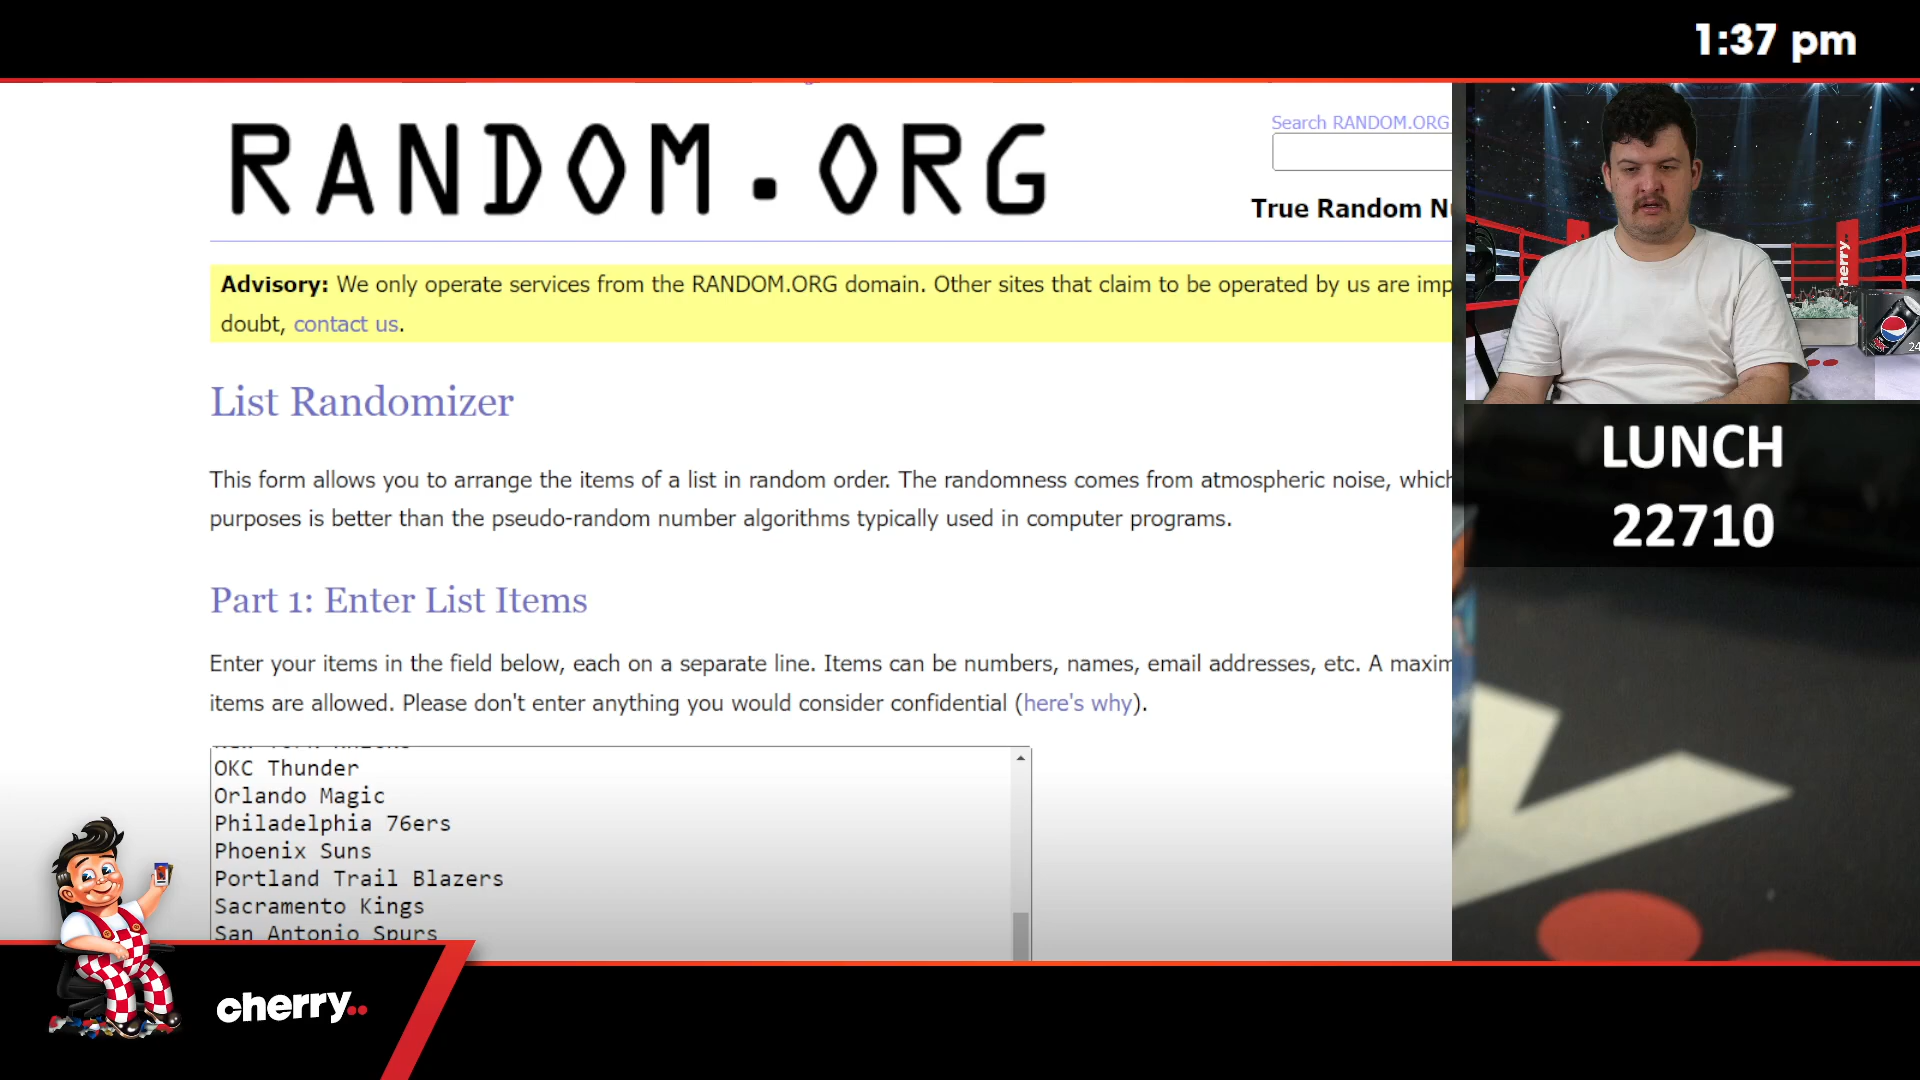 1:37 pm
RANDOM.ORG
Search RANDOM.ORG
True Random
Advisory: We only operate services from the RANDOM.ORG domain. Other sites that claim to be operated by us are
doubt, contact us.
List Randomizer
This form allows you to arrange the items of a list in random order. The randomness comes from atmospheric noise, which
purposes is better than the pseudo-random number algorithms typically used in computer programs.
Part 1: Enter List Items
Enter your items in the field below, each on a separate line. Items can be numbers, names, email addresses, etc. A
items are allowed. Please don't enter anything you would consider confidential (here's why).
OKC Thunder
Orlando Magic
Philadelphia 76ers
Phoenix Suns
Portland Trail Blazers
Sacramento Kings
San Antonio Spurs
LUNCH
22710
cherry..